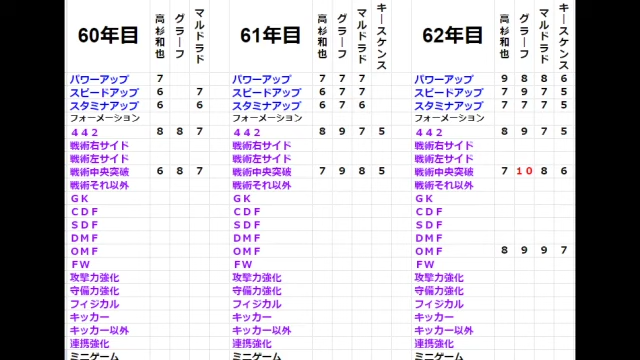 60年目 高杉和也 グラーフ マルドラド
パワーアップ 7
スピードアップ 6 7
スタミナアップ 6 6
フォーメーション
４４２ 8 8 7
戦術右サイド
戦術左サイド
戦術中央突破 6 8 7
戦術それ以外
ＧＫ
ＣＤＦ
ＳＤＦ
ＤＭＦ
ＯＭＦ
ＦＷ
攻撃力強化
守備力強化
フィジカル
キッカー
キッカー以外
連携強化
ミニゲーム
61年目 高杉和也 グラーフ マルドラド キースケンス
パワーアップ 7 7 7
スピードアップ 6 7 7
スタミナアップ 6 7 6
フォーメーション
４４２ 8 9 7 5
戦術右サイド
戦術左サイド
戦術中央突破 7 9 8 5
戦術それ以外
ＧＫ
ＣＤＦ
ＳＤＦ
ＤＭＦ
ＯＭＦ
ＦＷ
攻撃力強化
守備力強化
フィジカル
キッカー
キッカー以外
連携強化
ミニゲーム
62年目 高杉和也 グラーフ マルドラド キースケンス
パワーアップ 9 8 8 6
スピードアップ 7 9 7 5
スタミナアップ 7 7 7 5
フォーメーション
４４２ 8 9 7 5
戦術右サイド
戦術左サイド
戦術中央突破 7 １０ 8 6
戦術それ以外
ＧＫ
ＣＤＦ
ＳＤＦ
ＤＭＦ
ＯＭＦ 8 9 9 7
ＦＷ
攻撃力強化
守備力強化
フィジカル
キッカー
キッカー以外
連携強化
ミニゲーム